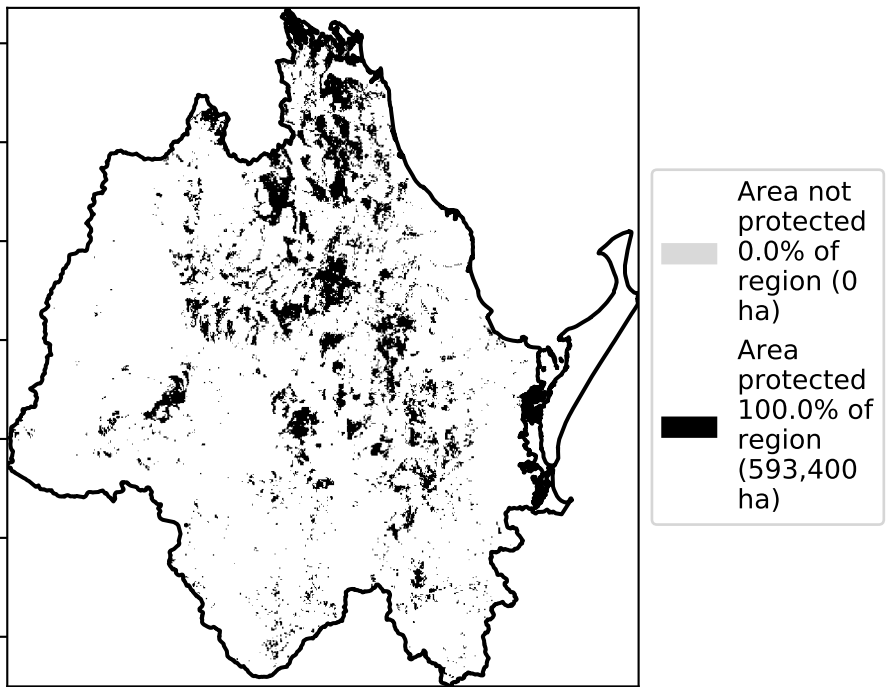 Area not
protected
0.0% of
region (0
ha)
Area
protected
100.0% of
region
(593,400
ha)